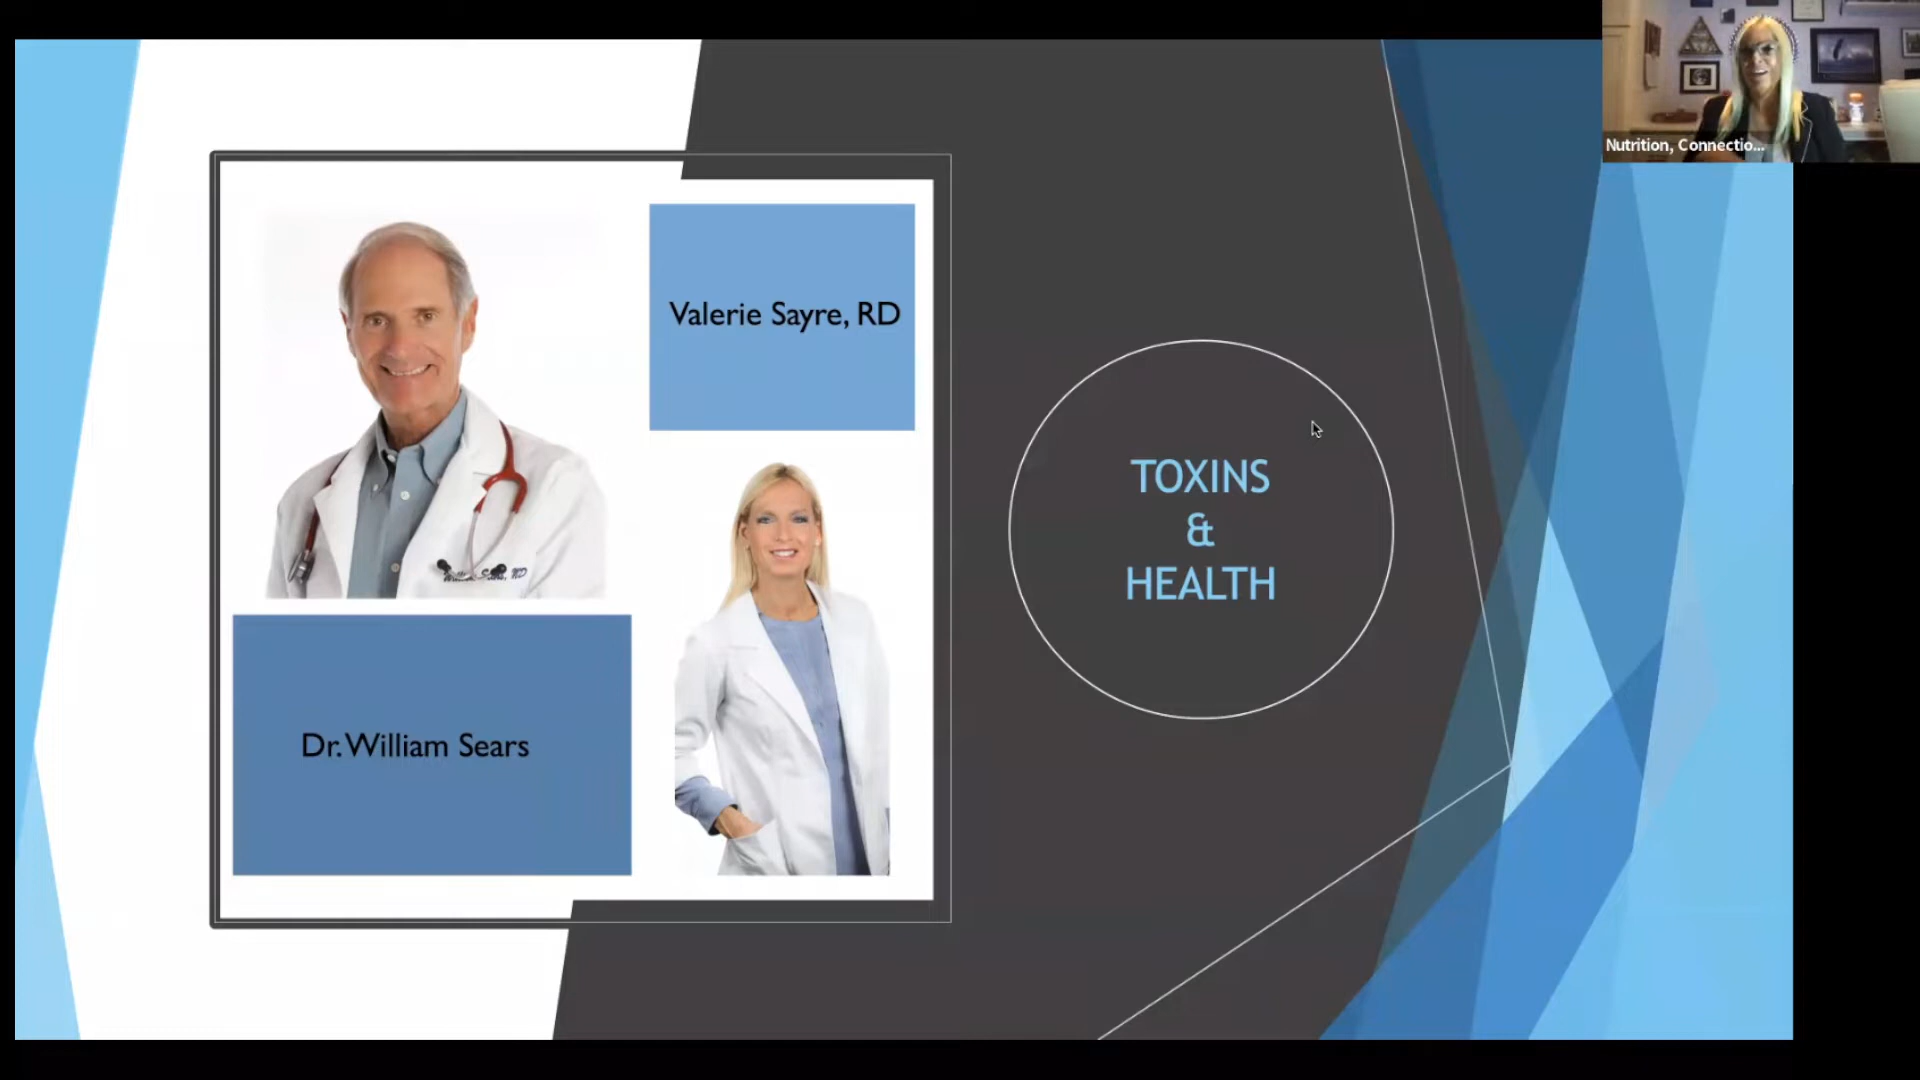 Nutrition, Connectio...
Valerie Sayre, RD
TOXINS
&
HEALTH
Dr. William Sears